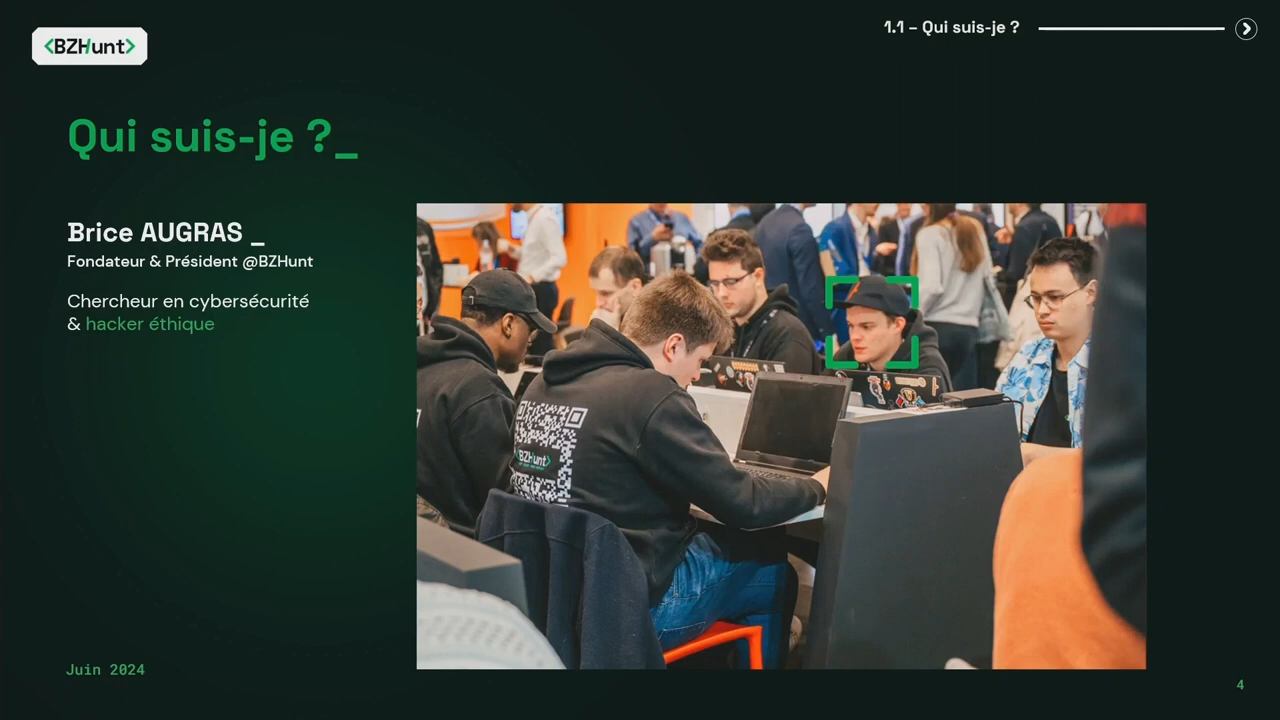 <BZHunt>
1.1 – Qui suis-je ?
Qui suis-je ?_
Brice AUGRAS _
Fondateur & Président @BZHunt
Chercheur en cybersécurité
& hacker éthique
<BZHunt>
Juin 2024
4